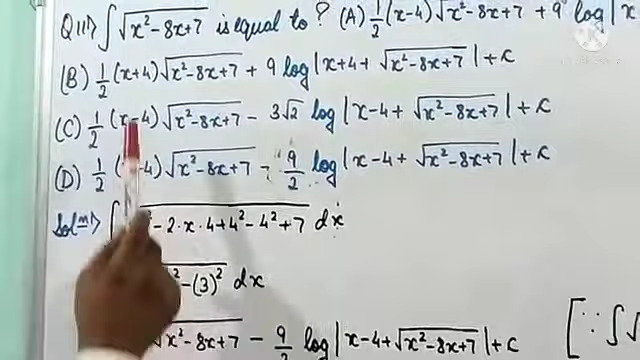 Q11⇒ ∫√x²-8x+7 is equal to ? (A) 1/2 (x-4)√x²-8x+7 + 9 log|x
(B) 1/2 (x+4)√x²-8x+7 + 9 log|x+4+ √x²-8x+7|+c
(C) 1/2 (x-4)√x²-8x+7 - 3√2 log|x-4+ √x²-8x+7|+c
(D) 1/2 -4)√x²-8x+7 - 9/2 log|x-4+√x²-8x+7|+c
Solⁿ⇒ ∫ ² -2·x·4+4²-4²+7 dx
² -(3)² dx
√x²-8x+7 - 9/2 log|x-4+√x²-8x+7|+c
[∵ ∫√